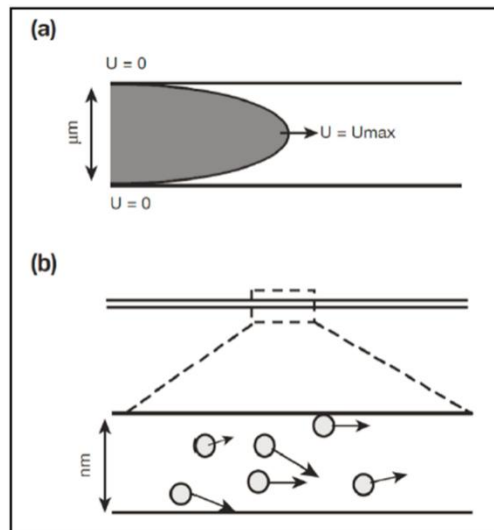 (a)
U = 0
μm
U = Umax
U = 0
(b)
nm